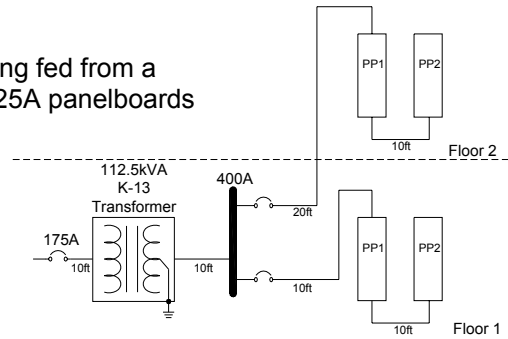 ng fed from a
25A panelboards
PP1 PP2
10ft
Floor 2
112.5kVA
K-13
Transformer
400A
175A
20ft
10ft
10ft
10ft
PP1 PP2
10ft
Floor 1